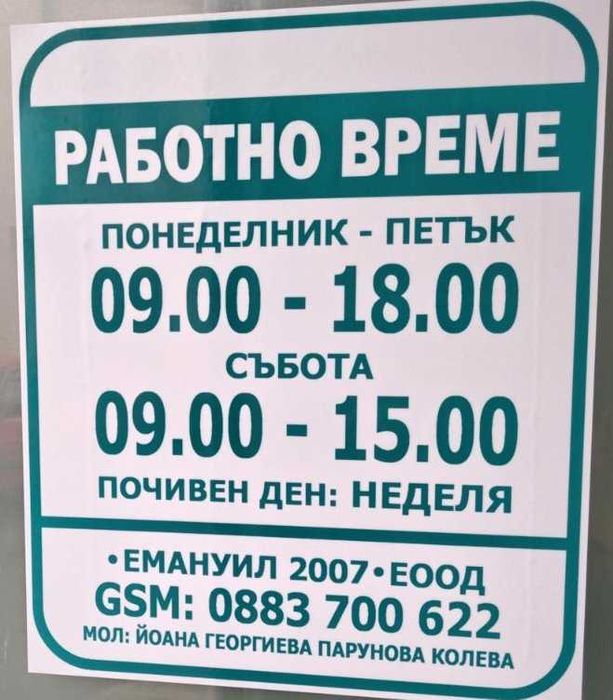 РАБОТНО ВРЕМЕ
ПОНЕДЕЛНИК - ПЕТЪК
09.00 - 18.00
СЪБОТА
09.00 - 15.00
ПОЧИВЕН ДЕН: НЕДЕЛЯ
•ЕМАНУИЛ 2007•ЕООД
GSM: 0883 700 622
МОЛ: ЙОАНА ГЕОРГИЕВА ПАРУНОВА КОЛЕВА